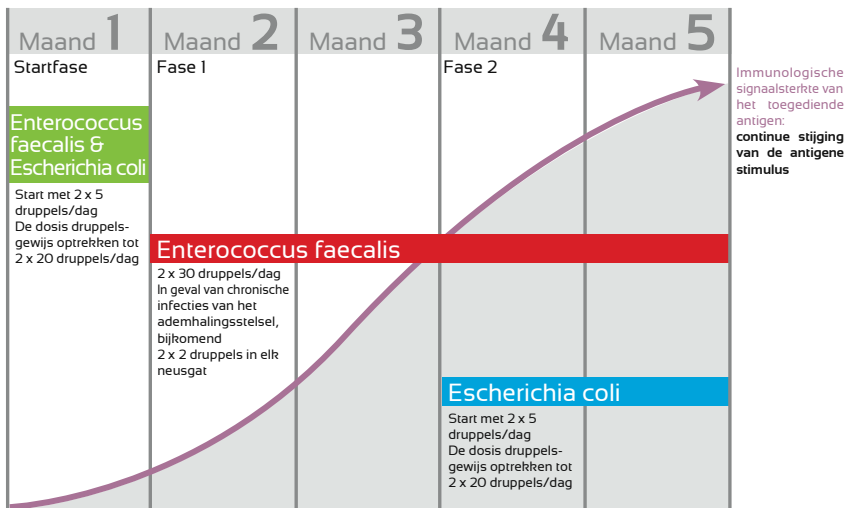 Maand 1
Maand 2
Maand 3
Maand 4
Maand 5
Startfase
Fase 1
Fase 2
Enterococcus
faecalis &
Escherichia coli
Start met 2 x 5
druppels/dag
De dosis druppels-
gewijs optrekken tot
2 x 20 druppels/dag
Enterococcus faecalis
2 x 30 druppels/dag
In geval van chronische
infecties van het
ademhalingsstelsel,
bijkomend
2 x 2 druppels in elk
neusgat
Escherichia coli
Start met 2 x 5
druppels/dag
De dosis druppels-
gewijs optrekken tot
2 x 20 druppels/dag
Immunologische
signaalsterkte van
het toegediende
antigen:
continue stijging
van de antigene
stimulus